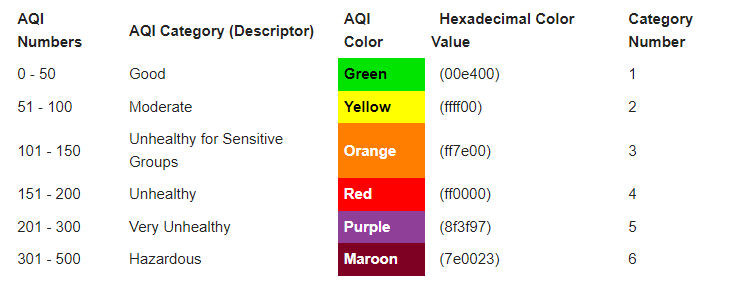 AQI Numbers AQI Category (Descriptor) AQI Color Hexadecimal Color Value Category Number
0 - 50 Good Green (00e400) 1
51 - 100 Moderate Yellow (ffff00) 2
101 - 150 Unhealthy for Sensitive Groups Orange (ff7e00) 3
151 - 200 Unhealthy Red (ff0000) 4
201 - 300 Very Unhealthy Purple (8f3f97) 5
301 - 500 Hazardous Maroon (7e0023) 6